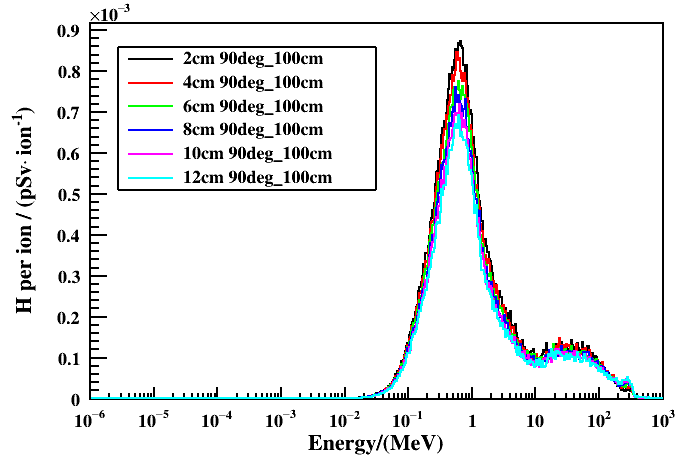 ×10⁻³
0.9
0.8
0.7
0.6
0.5
0.4
0.3
0.2
0.1
0
H per ion / (pSv· ion⁻¹)
2cm 90deg_100cm
4cm 90deg_100cm
6cm 90deg_100cm
8cm 90deg_100cm
10cm 90deg_100cm
12cm 90deg_100cm
10⁻⁶ 10⁻⁵ 10⁻⁴ 10⁻³ 10⁻² 10⁻¹ 1 10 10² 10³
Energy/(MeV)